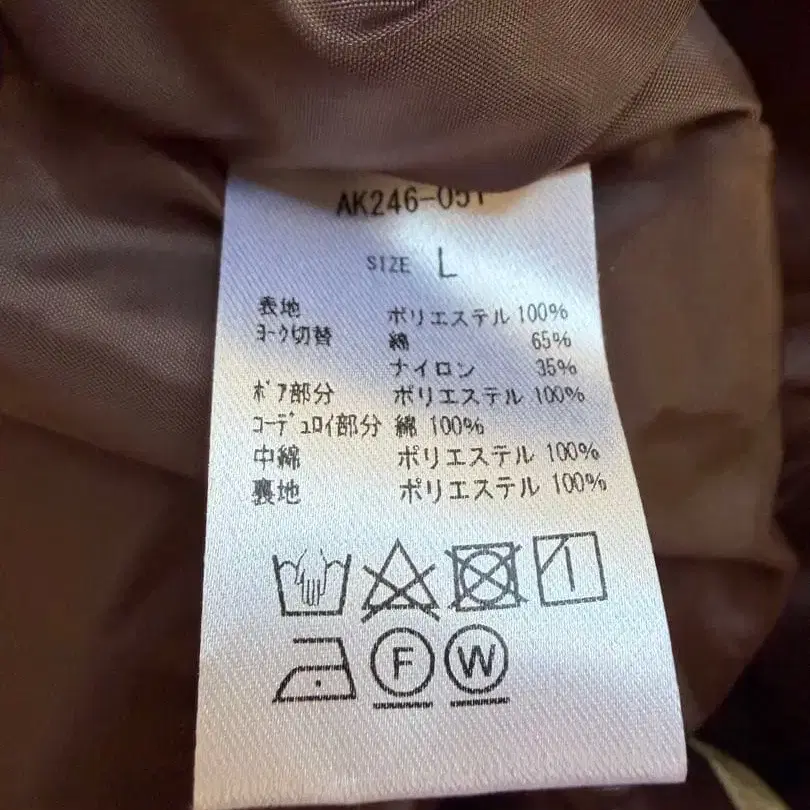 AK246-051
SIZE L
表地 ポリエステル 100%
ﾖｰｸ切替 綿 65%
ナイロン 35%
ﾎﾞｱ部分 ポリエステル 100%
ｺｰﾃﾞｭﾛｲ部分 綿 100%
中綿 ポリエステル 100%
裏地 ポリエステル 100%
F W